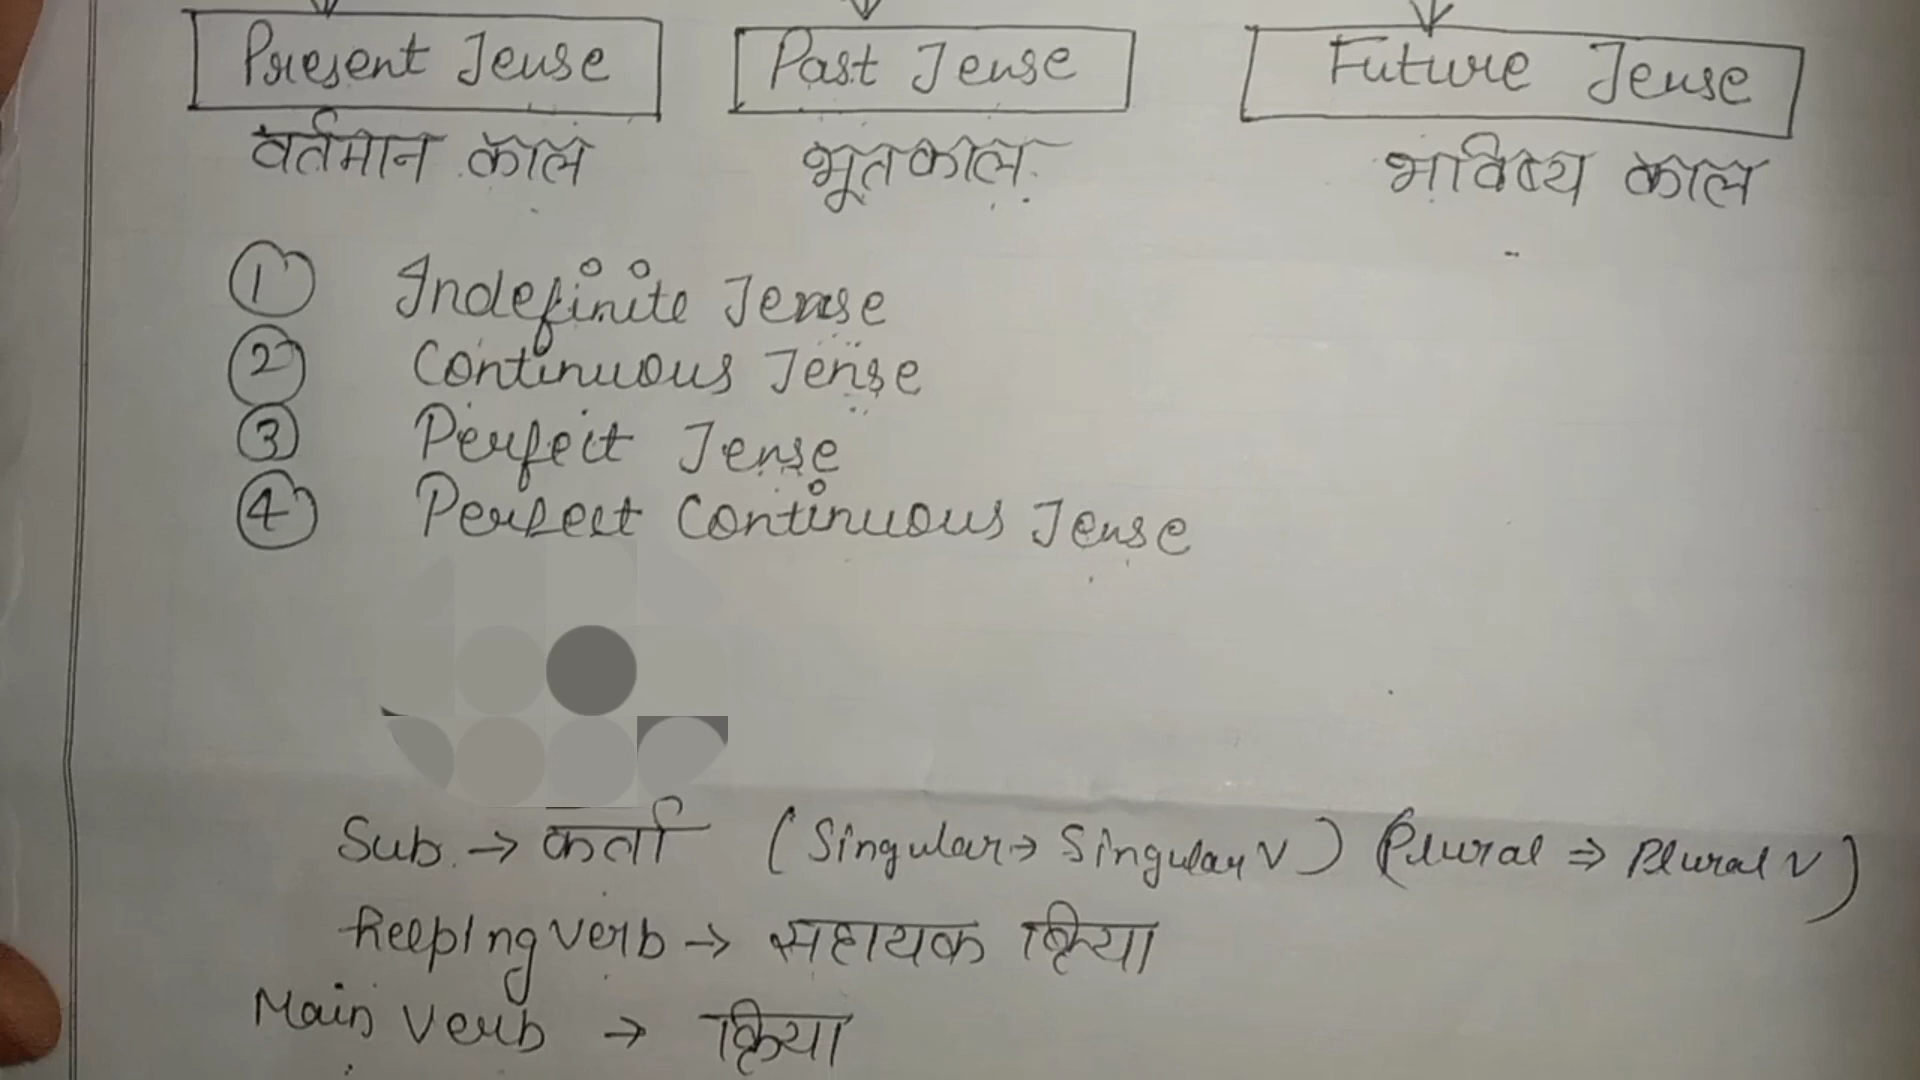 Present Tense Past Tense Future Tense
वर्तमान काल भूतकाल भाविष्य काल
1 Indefinite Tense
2 Continuous Tense
3 Perfect Tense
4 Perfect Continuous Tense
Sub. → कर्ता (Singular → Singular V) (Plural ⇒ Plural V)
helping verb → सहायक क्रिया
Main Verb → क्रिया